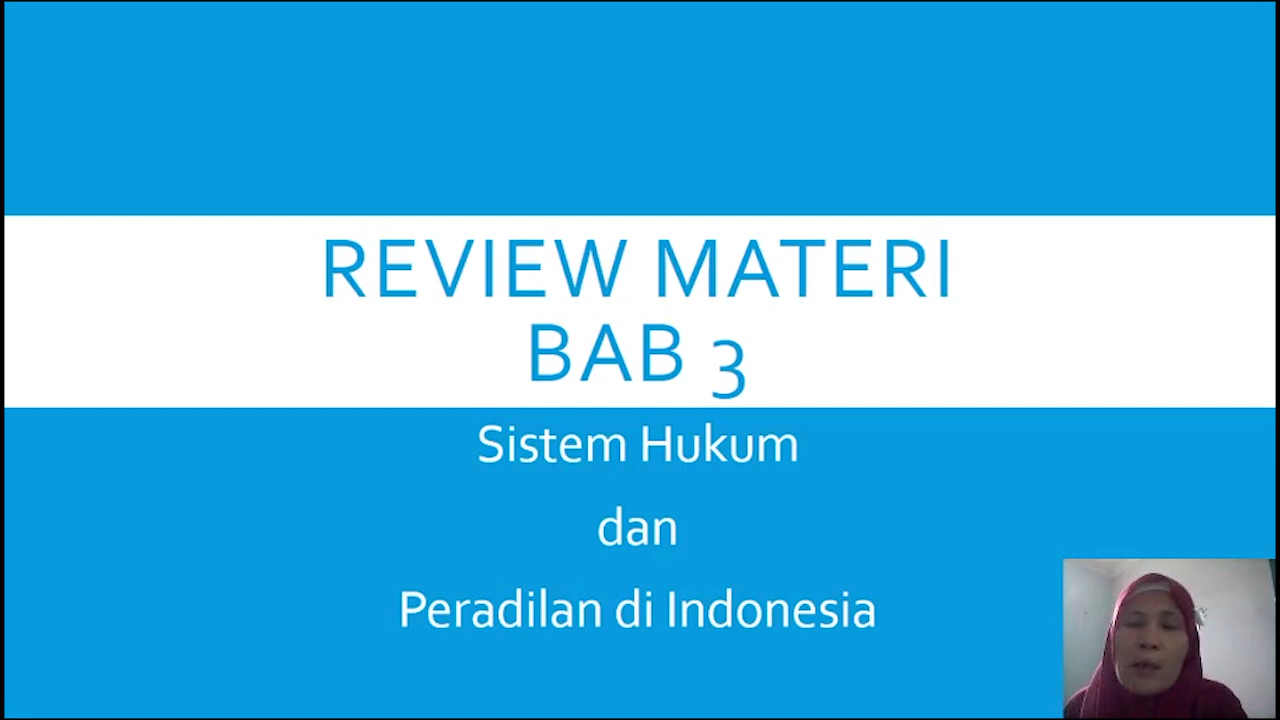 REVIEW MATERI
BAB 3
Sistem Hukum
dan
Peradilan di Indonesia